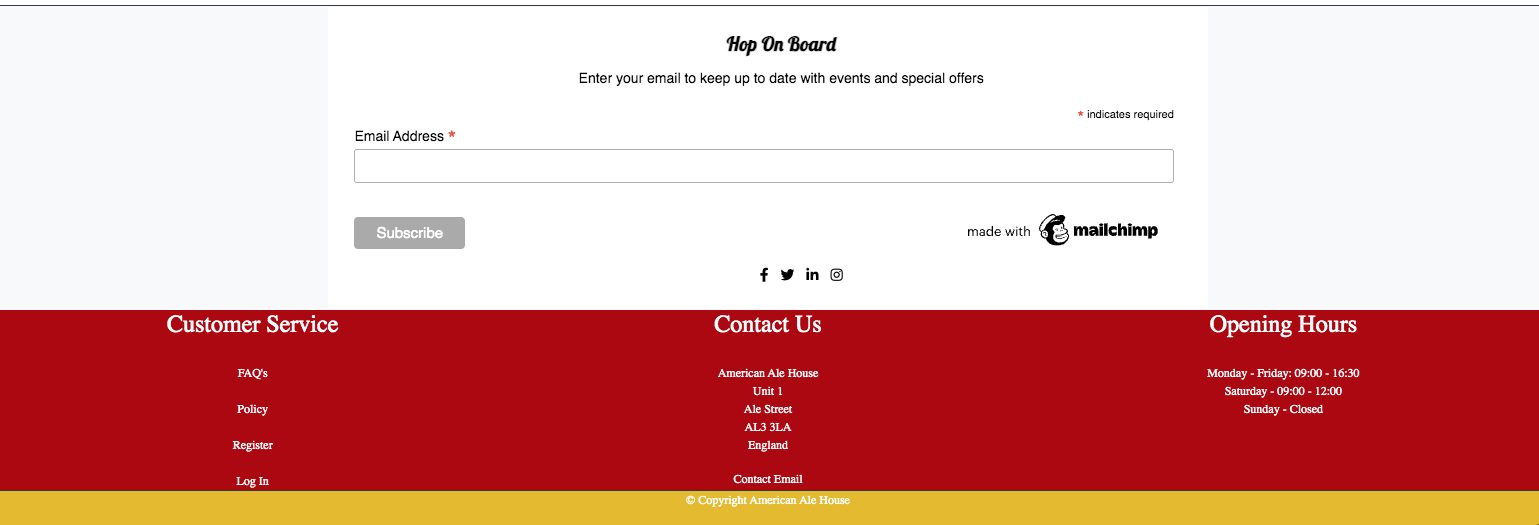 Hop On Board
Enter your email to keep up to date with events and special offers
* indicates required
Email Address *
Subscribe
made with mailchimp
Customer Service
FAQ's
Policy
Register
Log In
Contact Us
American Ale House
Unit 1
Ale Street
AL3 3LA
England
Contact Email
Opening Hours
Monday - Friday: 09:00 - 16:30
Saturday - 09:00 - 12:00
Sunday - Closed
© Copyright American Ale House